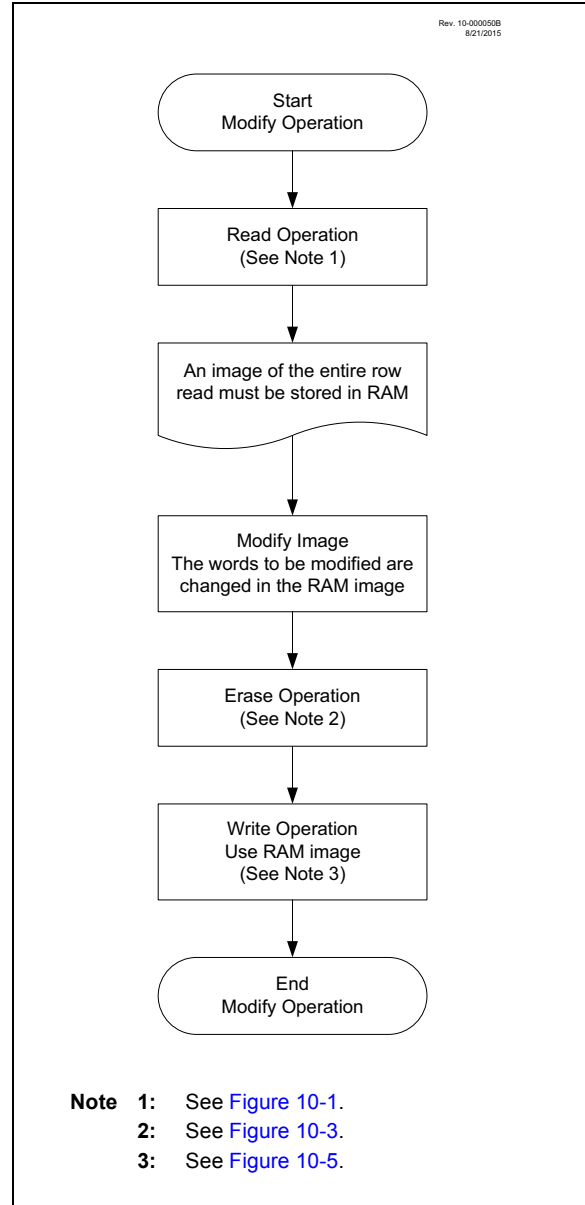 Rev. 10-000050B
8/21/2015
Start
Modify Operation
Read Operation
(See Note 1)
An image of the entire row
read must be stored in RAM
Modify Image
The words to be modified are
changed in the RAM image
Erase Operation
(See Note 2)
Write Operation
Use RAM image
(See Note 3)
End
Modify Operation
Note 1: See Figure 10-1.
2: See Figure 10-3.
3: See Figure 10-5.